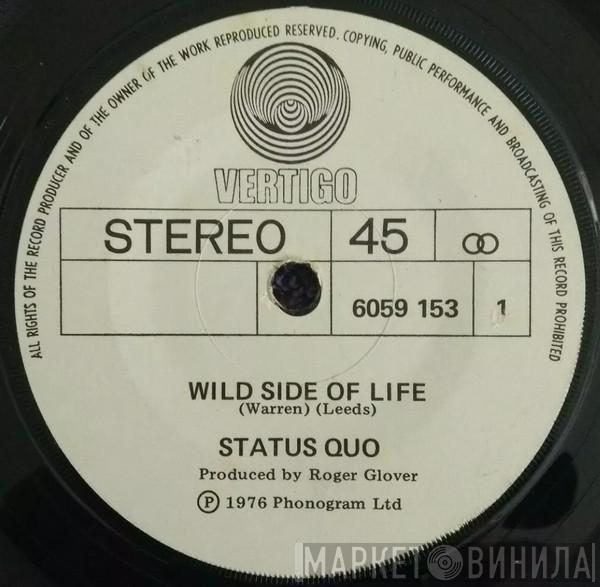 ALL RIGHTS OF THE RECORD PRODUCER AND OF THE OWNER OF THE WORK REPRODUCED RESERVED. COPYING, PUBLIC PERFORMANCE AND BROADCASTING OF THIS RECORD PROHIBITED
VERTIGO
STEREO 45
6059 153 1
WILD SIDE OF LIFE
(Warren) (Leeds)
STATUS QUO
Produced by Roger Glover
Ⓟ 1976 Phonogram Ltd
МАРКЕТ ВИНИЛА